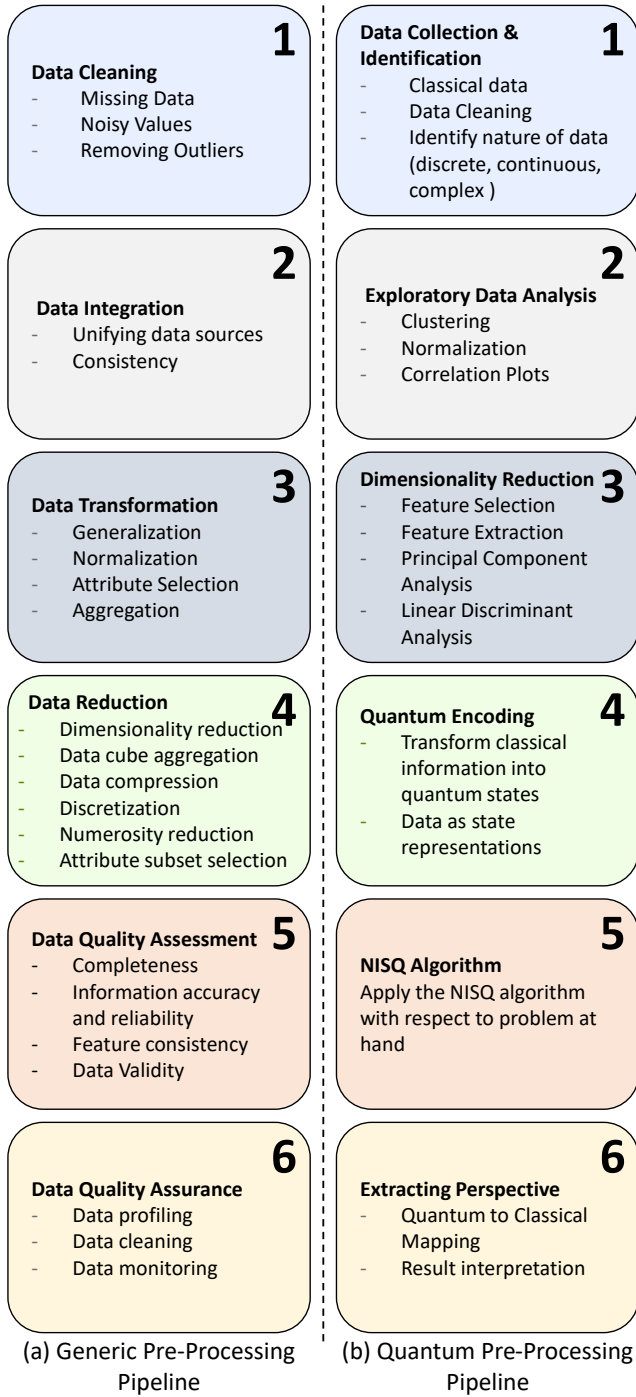 1
Data Cleaning
- Missing Data
- Noisy Values
- Removing Outliers
2
Data Integration
- Unifying data sources
- Consistency
3
Data Transformation
- Generalization
- Normalization
- Attribute Selection
- Aggregation
4
Data Reduction
- Dimensionality reduction
- Data cube aggregation
- Data compression
- Discretization
- Numerosity reduction
- Attribute subset selection
5
Data Quality Assessment
- Completeness
- Information accuracy
and reliability
- Feature consistency
- Data Validity
6
Data Quality Assurance
- Data profiling
- Data cleaning
- Data monitoring
(a) Generic Pre-Processing
Pipeline
1
Data Collection &
Identification
- Classical data
- Data Cleaning
- Identify nature of data
(discrete, continuous,
complex )
2
Exploratory Data Analysis
- Clustering
- Normalization
- Correlation Plots
3
Dimensionality Reduction
- Feature Selection
- Feature Extraction
- Principal Component
Analysis
- Linear Discriminant
Analysis
4
Quantum Encoding
- Transform classical
information into
quantum states
- Data as state
representations
5
NISQ Algorithm
Apply the NISQ algorithm
with respect to problem at
hand
6
Extracting Perspective
- Quantum to Classical
Mapping
- Result interpretation
(b) Quantum Pre-Processing
Pipeline